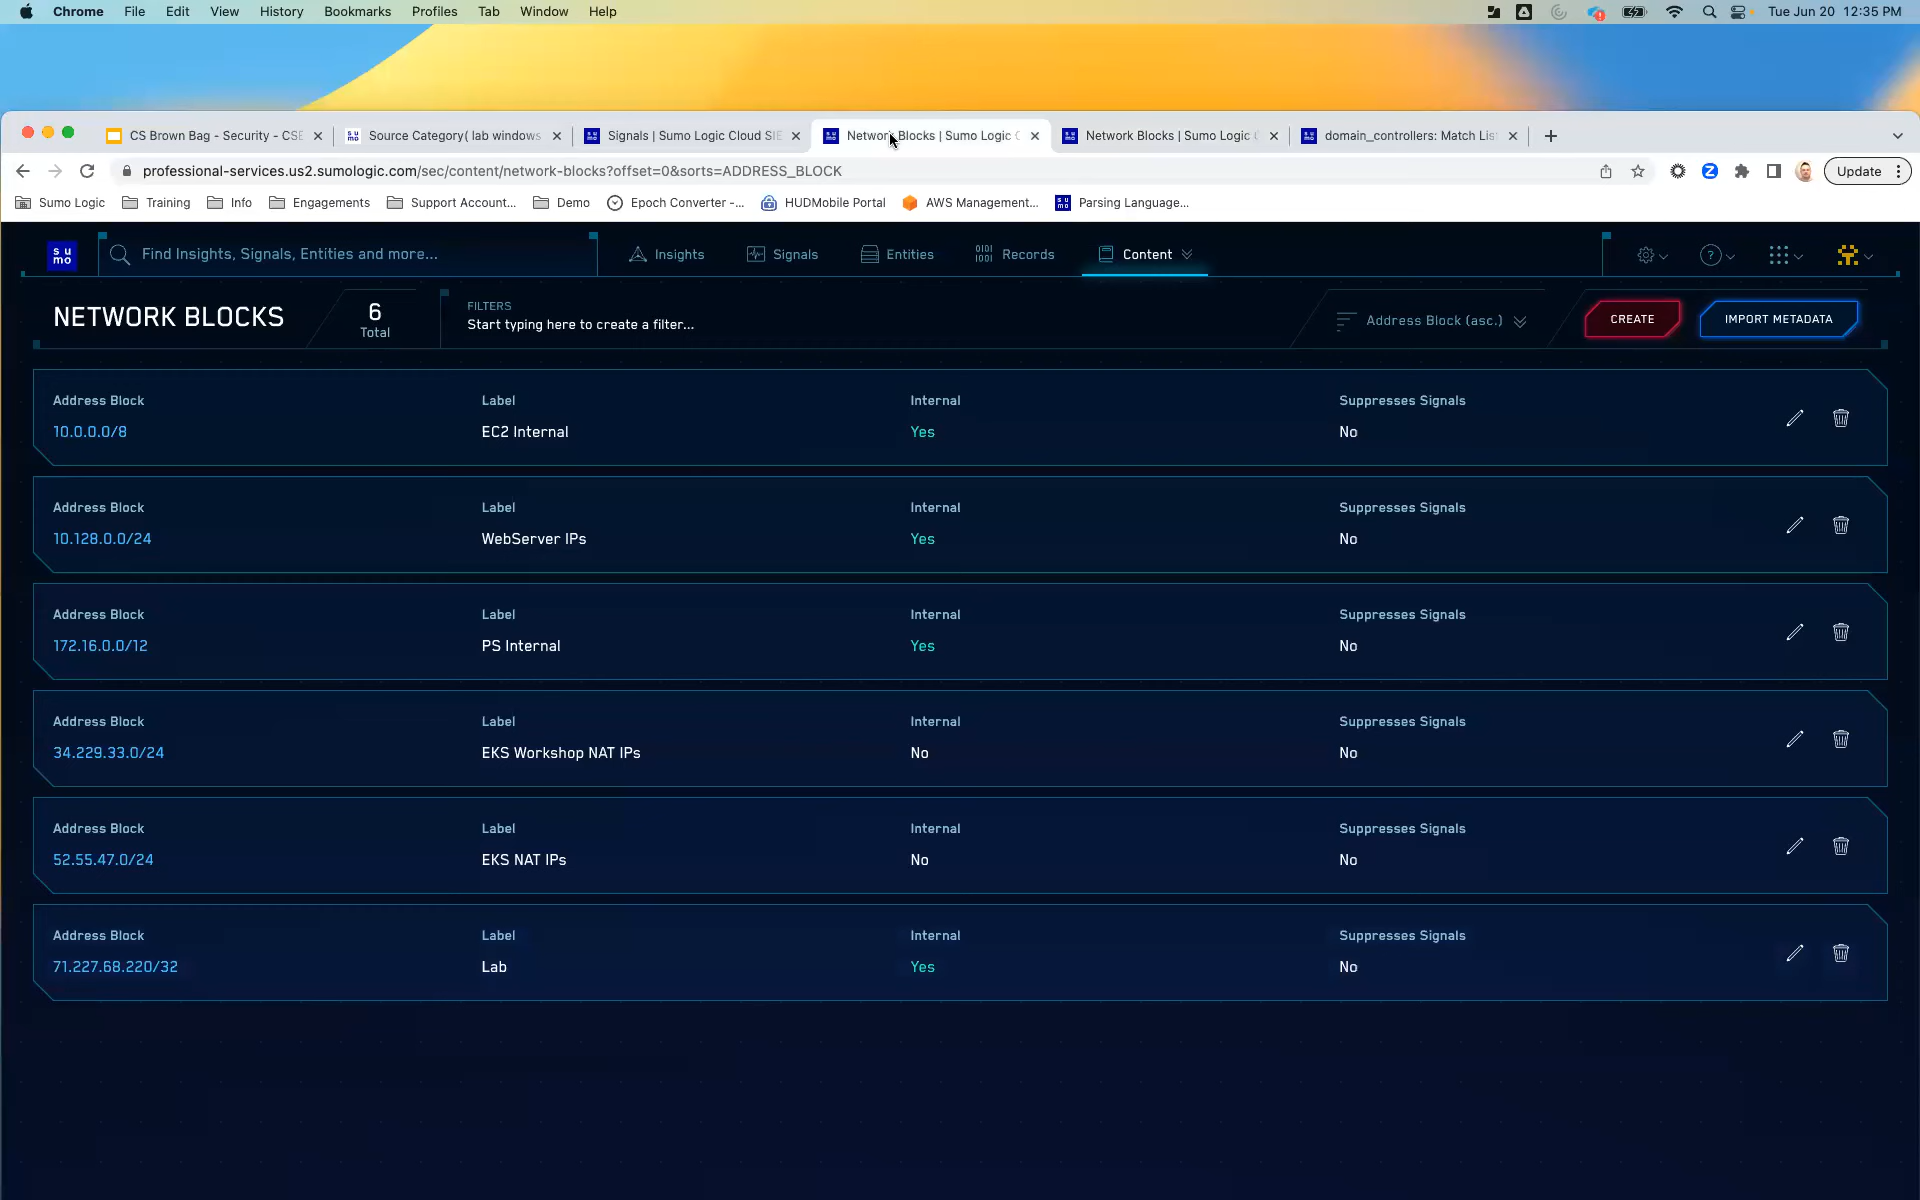 Chrome File Edit View History Bookmarks Profiles Tab Window Help Tue Jun 20 12:35 PM
CS Brown Bag - Security - CSE Source Category( lab windows Signals | Sumo Logic Cloud SIE Network Blocks | Sumo Logic C Network Blocks | Sumo Logic domain_controllers: Match Lis
professional-services.us2.sumologic.com/sec/content/network-blocks?offset=0&sorts=ADDRESS_BLOCK Update
Sumo Logic Training Info Engagements Support Account... Demo Epoch Converter -... HUDMobile Portal AWS Management... Parsing Language...
su
mo
Find Insights, Signals, Entities and more... Insights Signals Entities Records Content
NETWORK BLOCKS
6
Total
FILTERS
Start typing here to create a filter...
Address Block (asc.)
CREATE
IMPORT METADATA
Address Block Label Internal Suppresses Signals
10.0.0.0/8 EC2 Internal Yes No
Address Block Label Internal Suppresses Signals
10.128.0.0/24 WebServer IPs Yes No
Address Block Label Internal Suppresses Signals
172.16.0.0/12 PS Internal Yes No
Address Block Label Internal Suppresses Signals
34.229.33.0/24 EKS Workshop NAT IPs No No
Address Block Label Internal Suppresses Signals
52.55.47.0/24 EKS NAT IPs No No
Address Block Label Internal Suppresses Signals
71.227.68.220/32 Lab Yes No